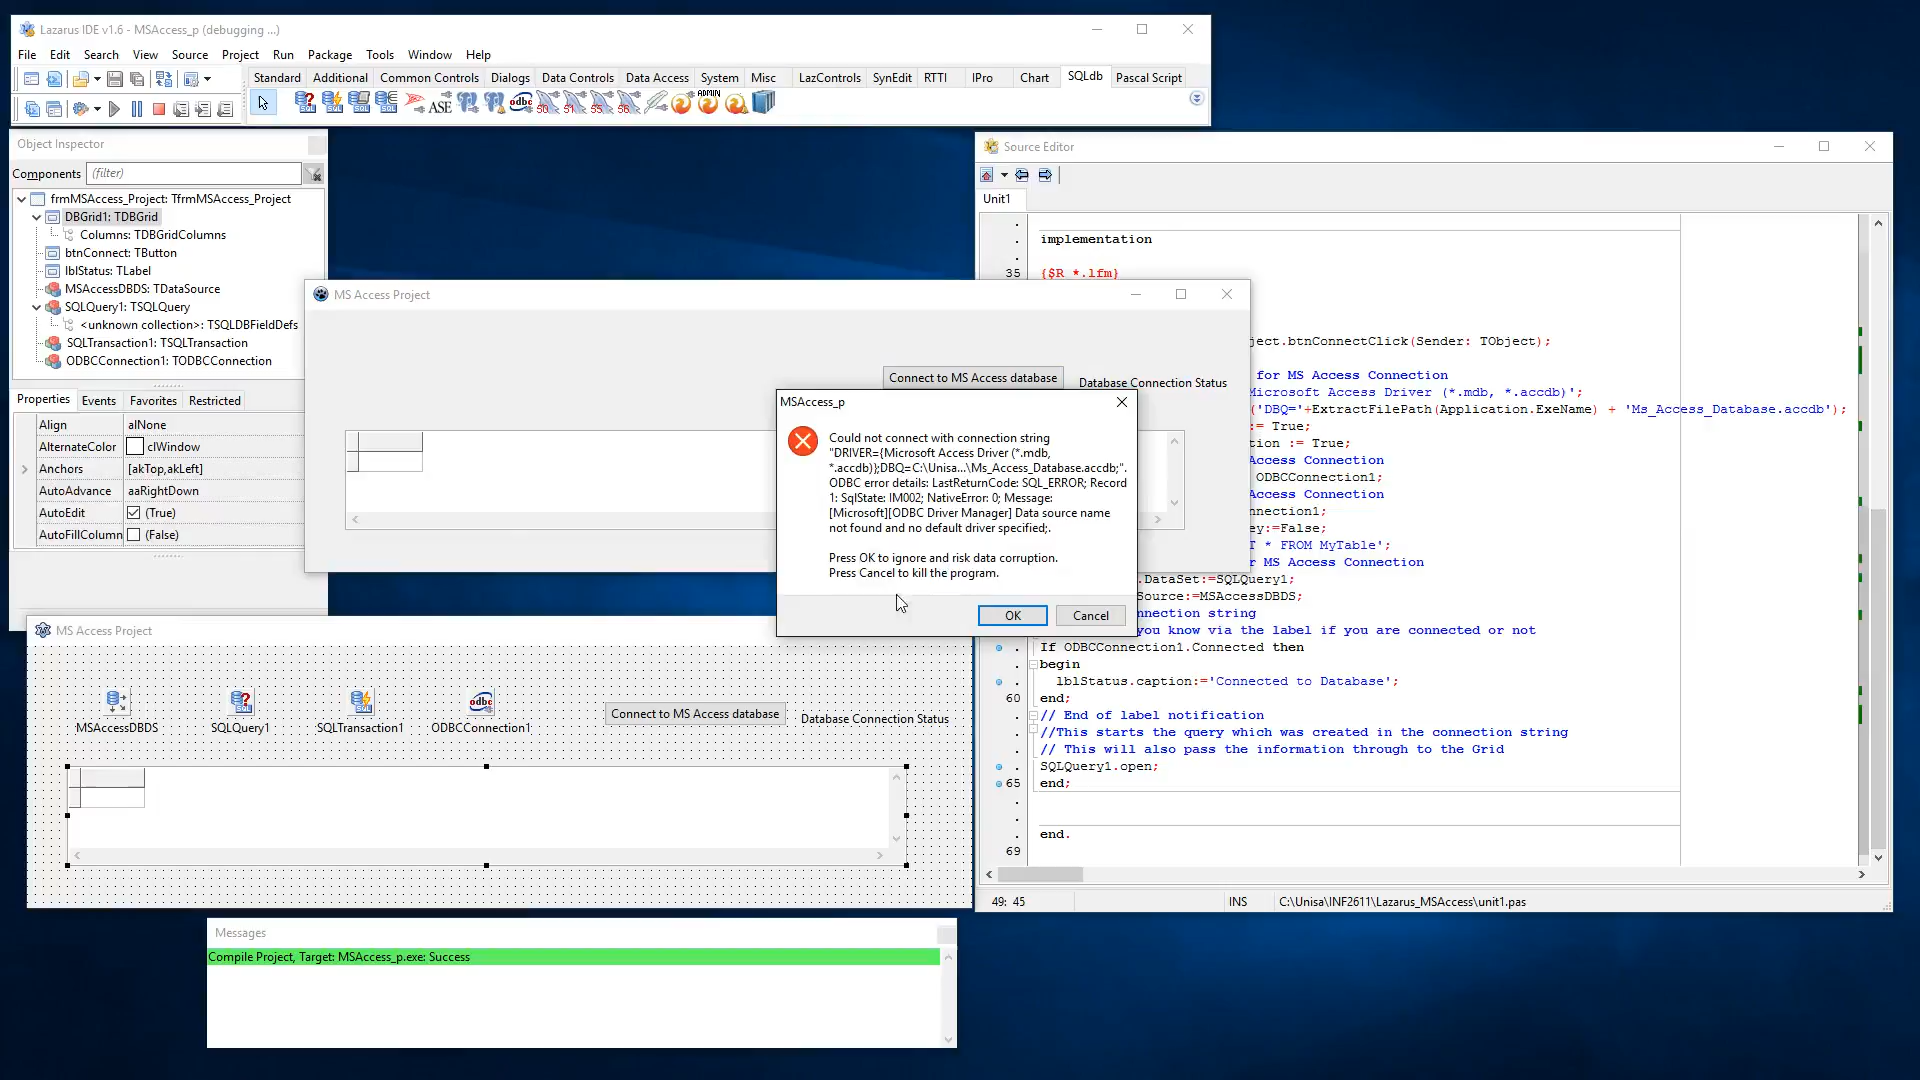 Lazarus IDE v1.6 - MSAccess_p (debugging ...)
File Edit Search View Source Project Run Package Tools Window Help
Standard Additional Common Controls Dialogs Data Controls Data Access System Misc LazControls SynEdit RTTI IPro Chart SQLdb Pascal Script
Object Inspector
Components (filter)
frmMSAccess_Project: TfrmMSAccess_Project
DBGrid1: TDBGrid
Columns: TDBGridColumns
btnConnect: TButton
lblStatus: TLabel
MSAccessDBDS: TDataSource
SQLQuery1: TSQLQuery
<unknown collection>: TSQLDBFieldDefs
SQLTransaction1: TSQLTransaction
ODBCConnection1: TODBCConnection
Properties Events Favorites Restricted
Align alNone
AlternateColor clWindow
Anchors [akTop,akLeft]
AutoAdvance aaRightDown
AutoEdit (True)
AutoFillColumn (False)
MS Access Project
Connect to MS Access database
Database Connection Status
MSAccess_p
Could not connect with connection string
"DRIVER={Microsoft Access Driver (*.mdb,
*.accdb)};DBQ=C:\Unisa...\Ms_Access_Database.accdb;".
ODBC error details: LastReturnCode: SQL_ERROR; Record
1: SqlState: IM002; NativeError: 0; Message:
[Microsoft][ODBC Driver Manager] Data source name
not found and no default driver specified;.
Press OK to ignore and risk data corruption.
Press Cancel to kill the program.
OK Cancel
Source Editor
Unit1
implementation
35 {$R *.lfm}
ject.btnConnectClick(Sender: TObject);
for MS Access Connection
Microsoft Access Driver (*.mdb, *.accdb)';
('DBQ='+ExtractFilePath(Application.ExeName) + 'Ms_Access_Database.accdb');
:= True;
tion := True;
Access Connection
ODBCConnection1;
Access Connection
nnection1;
ey:=False;
T * FROM MyTable';
r MS Access Connection
.DataSet:=SQLQuery1;
Source:=MSAccessDBDS;
nnection string
you know via the label if you are connected or not
If ODBCConnection1.Connected then
begin
lblStatus.caption:='Connected to Database';
60 end;
// End of label notification
//This starts the query which was created in the connection string
// This will also pass the information through to the Grid
SQLQuery1.open;
65 end;
end.
69
49: 45 INS C:\Unisa\INF2611\Lazarus_MSAccess\unit1.pas
MS Access Project
MSAccessDBDS SQLQuery1 SQLTransaction1 ODBCConnection1
Connect to MS Access database
Database Connection Status
Messages
Compile Project, Target: MSAccess_p.exe: Success